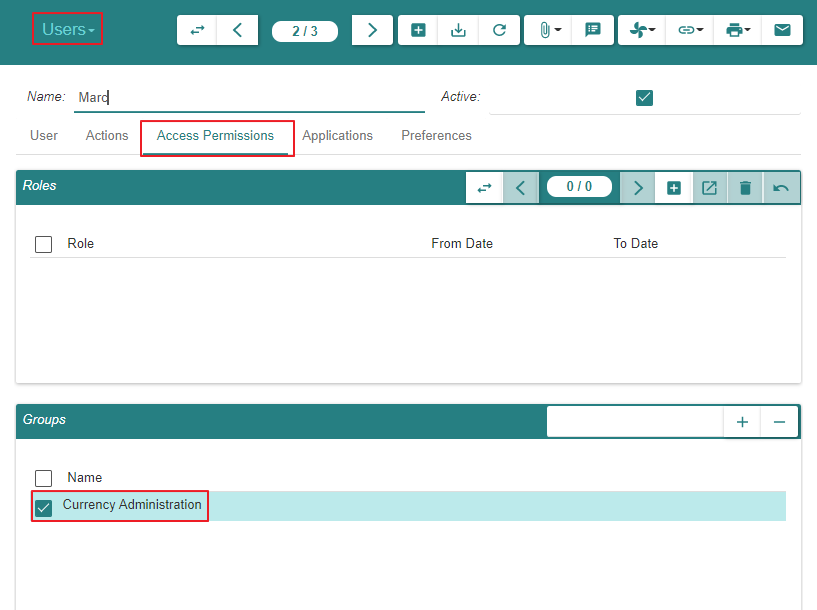 Users
2 / 3
Name: Marc Active:
User Actions Access Permissions Applications Preferences
Roles 0 / 0
Role From Date To Date
Groups
Name
Currency Administration